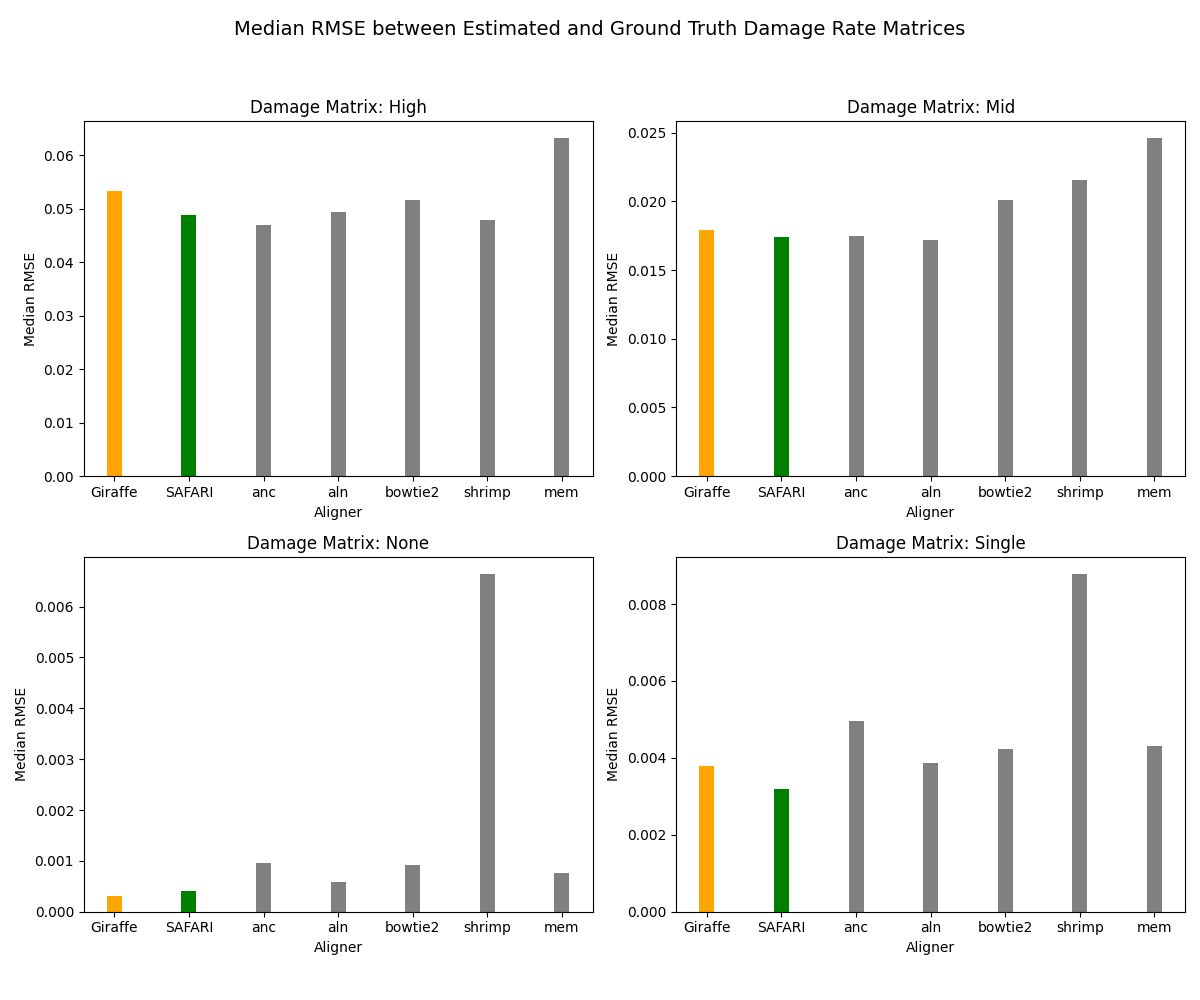 Median RMSE between Estimated and Ground Truth Damage Rate Matrices
Damage Matrix: High
Median RMSE
0.06
0.05
0.04
0.03
0.02
0.01
0.00
Giraffe SAFARI anc aln bowtie2 shrimp mem
Aligner
Damage Matrix: Mid
Median RMSE
0.025
0.020
0.015
0.010
0.005
0.000
Giraffe SAFARI anc aln bowtie2 shrimp mem
Aligner
Damage Matrix: None
Median RMSE
0.006
0.005
0.004
0.003
0.002
0.001
0.000
Giraffe SAFARI anc aln bowtie2 shrimp mem
Aligner
Damage Matrix: Single
Median RMSE
0.008
0.006
0.004
0.002
0.000
Giraffe SAFARI anc aln bowtie2 shrimp mem
Aligner